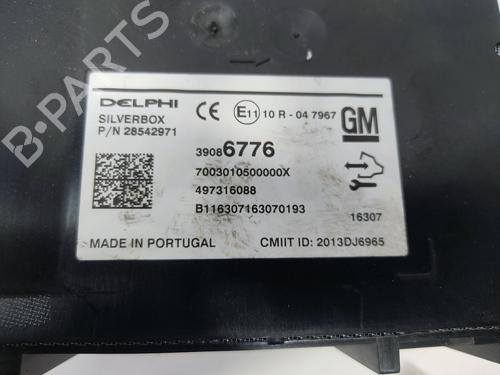 B-PARTS
DELPHI
SILVERBOX
P/N 28542971
CE E11 10 R - 04 7967
GM
39086776
7003010500000X
497316088
B116307163070193
16307
MADE IN PORTUGAL
CMIIT ID: 2013DJ6965